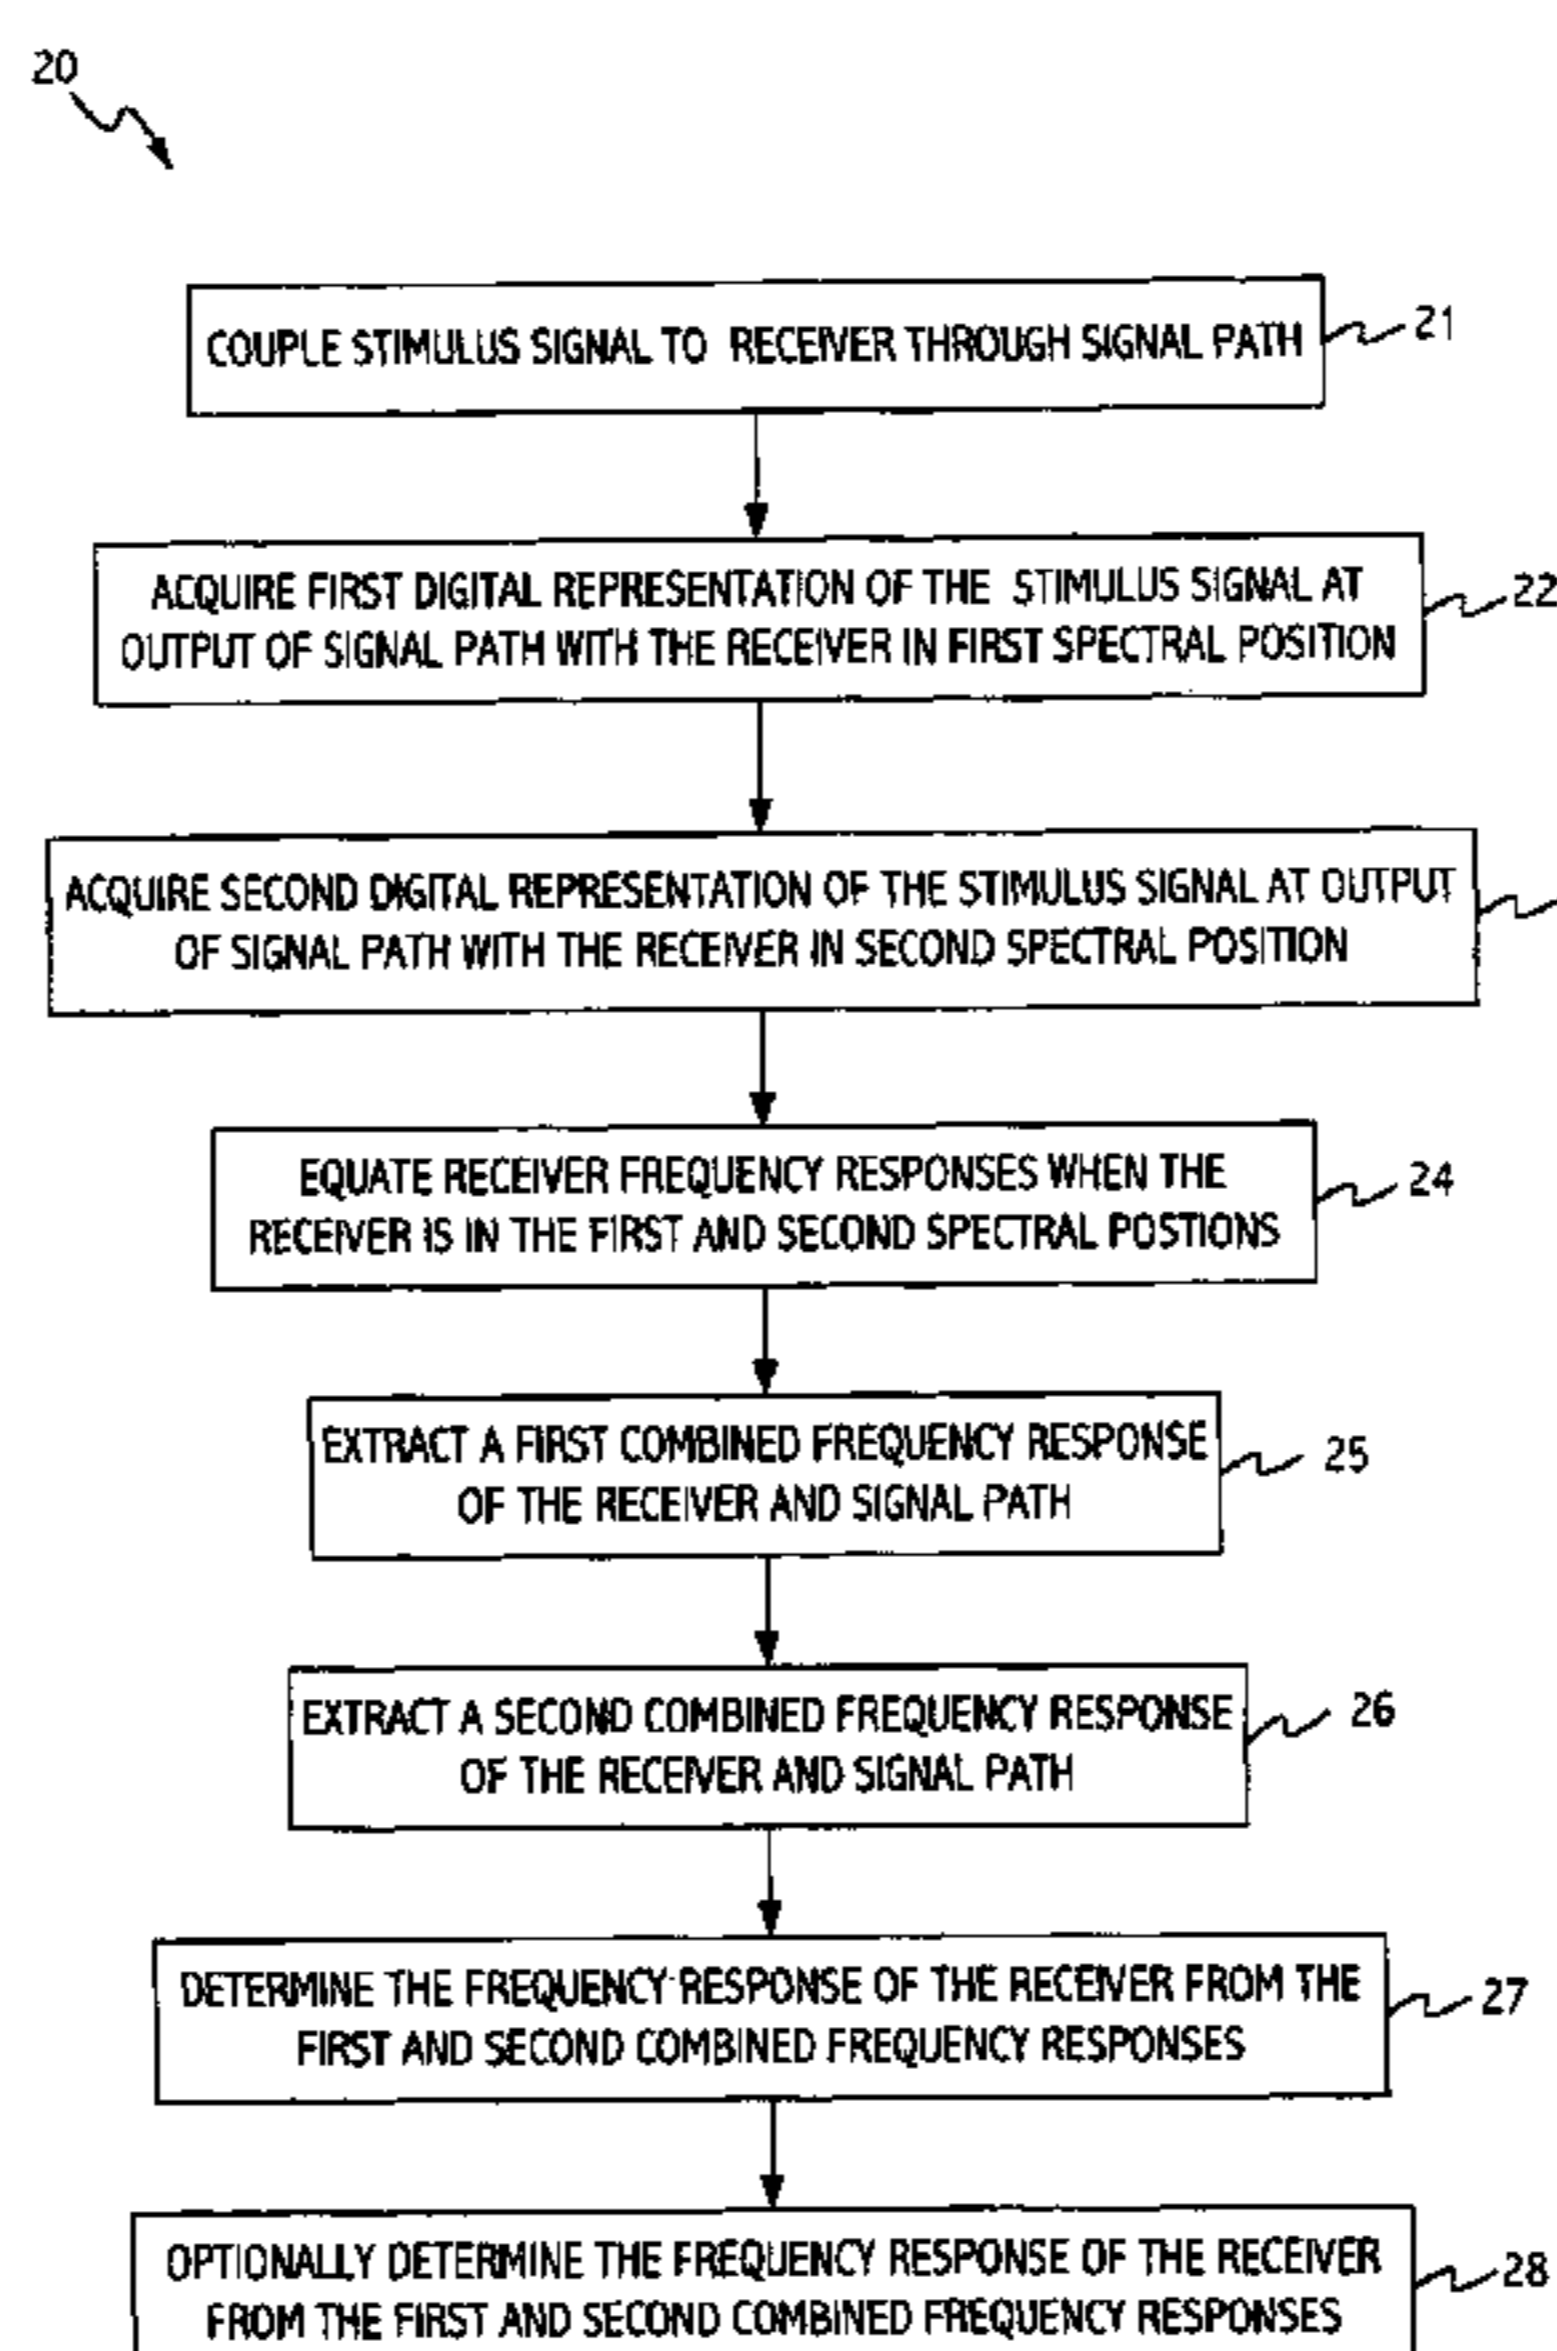 20
COUPLE STIMULUS SIGNAL TO RECEIVER THROUGH SIGNAL PATH
21
ACQUIRE FIRST DIGITAL REPRESENTATION OF THE STIMULUS SIGNAL AT
OUTPUT OF SIGNAL PATH WITH THE RECEIVER IN FIRST SPECTRAL POSITION
22
ACQUIRE SECOND DIGITAL REPRESENTATION OF THE STIMULUS SIGNAL AT OUTPUT
OF SIGNAL PATH WITH THE RECEIVER IN SECOND SPECTRAL POSITION
EQUATE RECEIVER FREQUENCY RESPONSES WHEN THE
RECEIVER IS IN THE FIRST AND SECOND SPECTRAL POSTIONS
24
EXTRACT A FIRST COMBINED FREQUENCY RESPONSE
OF THE RECEIVER AND SIGNAL PATH
25
EXTRACT A SECOND COMBINED FREQUENCY RESPONSE
OF THE RECEIVER AND SIGNAL PATH
26
DETERMINE THE FREQUENCY RESPONSE OF THE RECEIVER FROM THE
FIRST AND SECOND COMBINED FREQUENCY RESPONSES
27
OPTIONALLY DETERMINE THE FREQUENCY RESPONSE OF THE RECEIVER
FROM THE FIRST AND SECOND COMBINED FREQUENCY RESPONSES
28